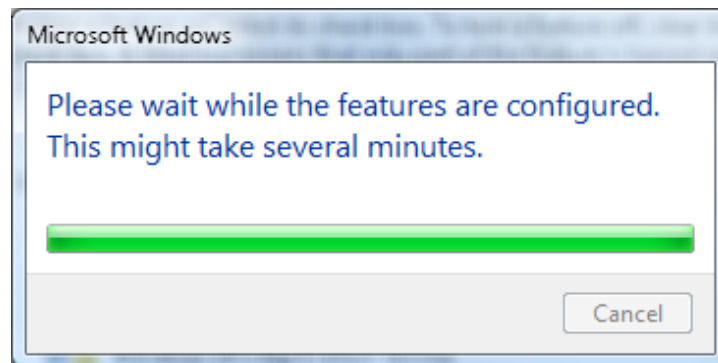 Microsoft Windows
Please wait while the features are configured.
This might take several minutes.
Cancel